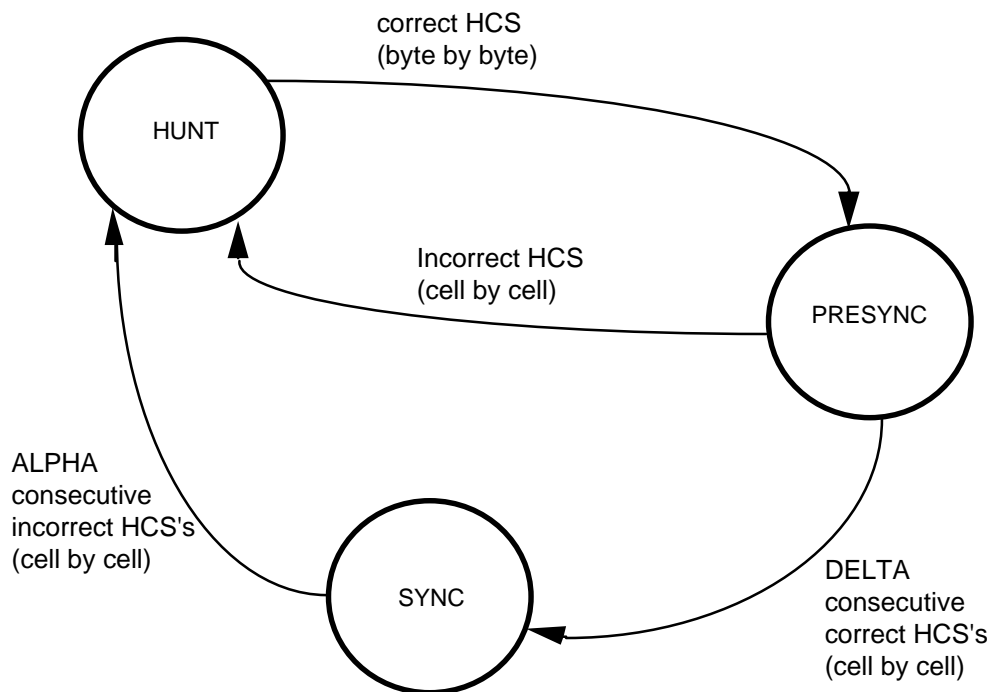 correct HCS
(byte by byte)
HUNT
Incorrect HCS
(cell by cell)
PRESYNC
ALPHA
consecutive
incorrect HCS's
(cell by cell)
SYNC
DELTA
consecutive
correct HCS's
(cell by cell)